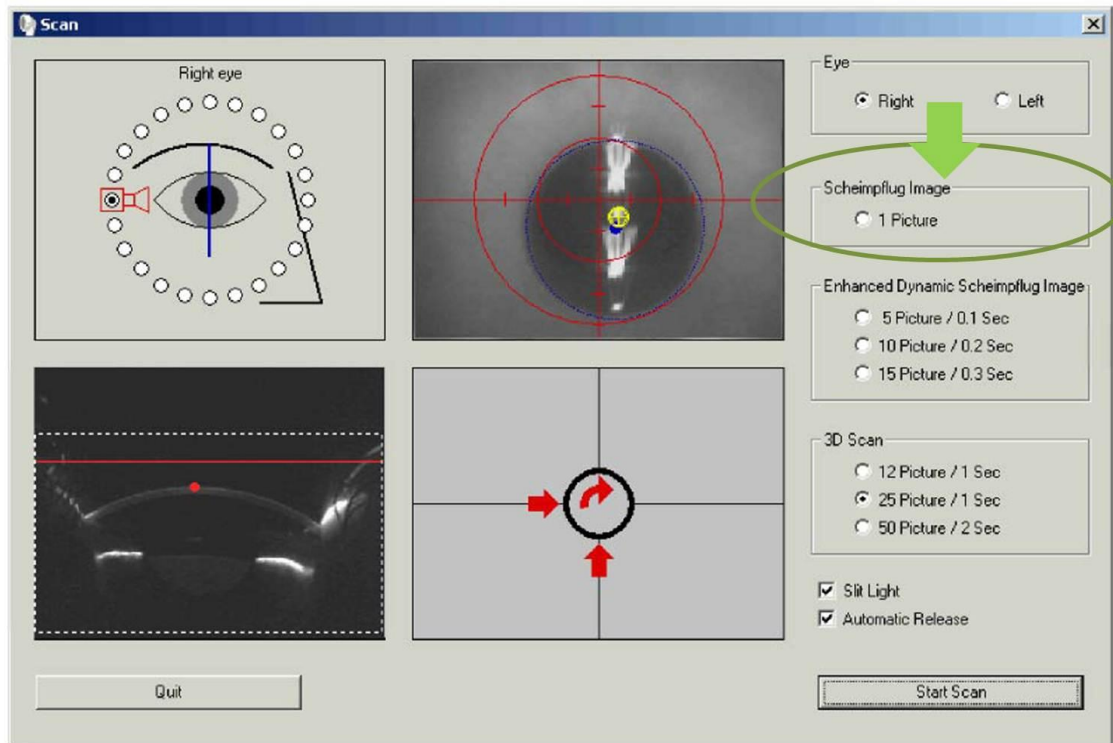 Scan
Right eye
Eye
Right
Left
Scheimpflug Image
1 Picture
Enhanced Dynamic Scheimpflug Image
5 Picture / 0.1 Sec
10 Picture / 0.2 Sec
15 Picture / 0.3 Sec
3D Scan
12 Picture / 1 Sec
25 Picture / 1 Sec
50 Picture / 2 Sec
Slit Light
Automatic Release
Quit
Start Scan